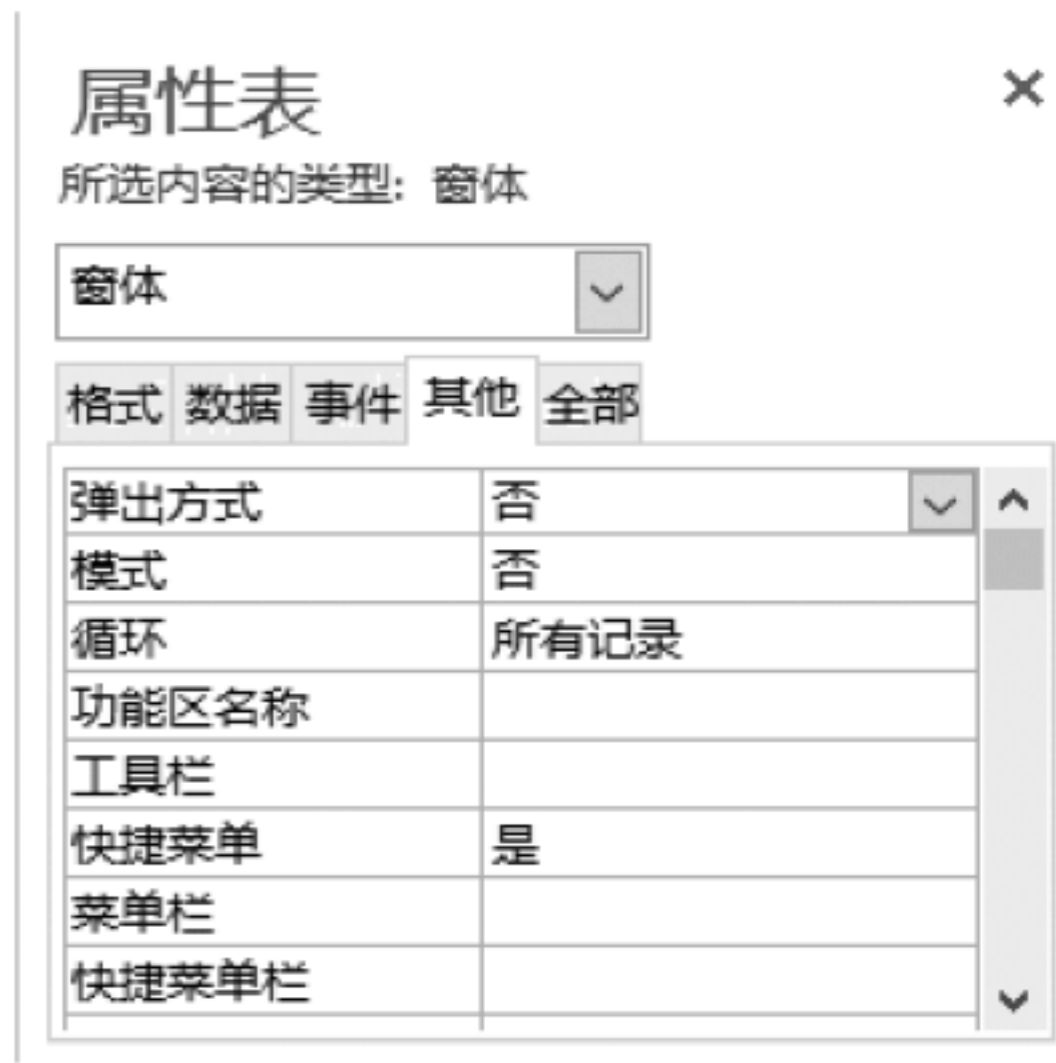 属性表
所选内容的类型: 窗体
窗体
格式 数据 事件 其他 全部
弹出方式 否
模式 否
循环 所有记录
功能区名称
工具栏
快捷菜单 是
菜单栏
快捷菜单栏